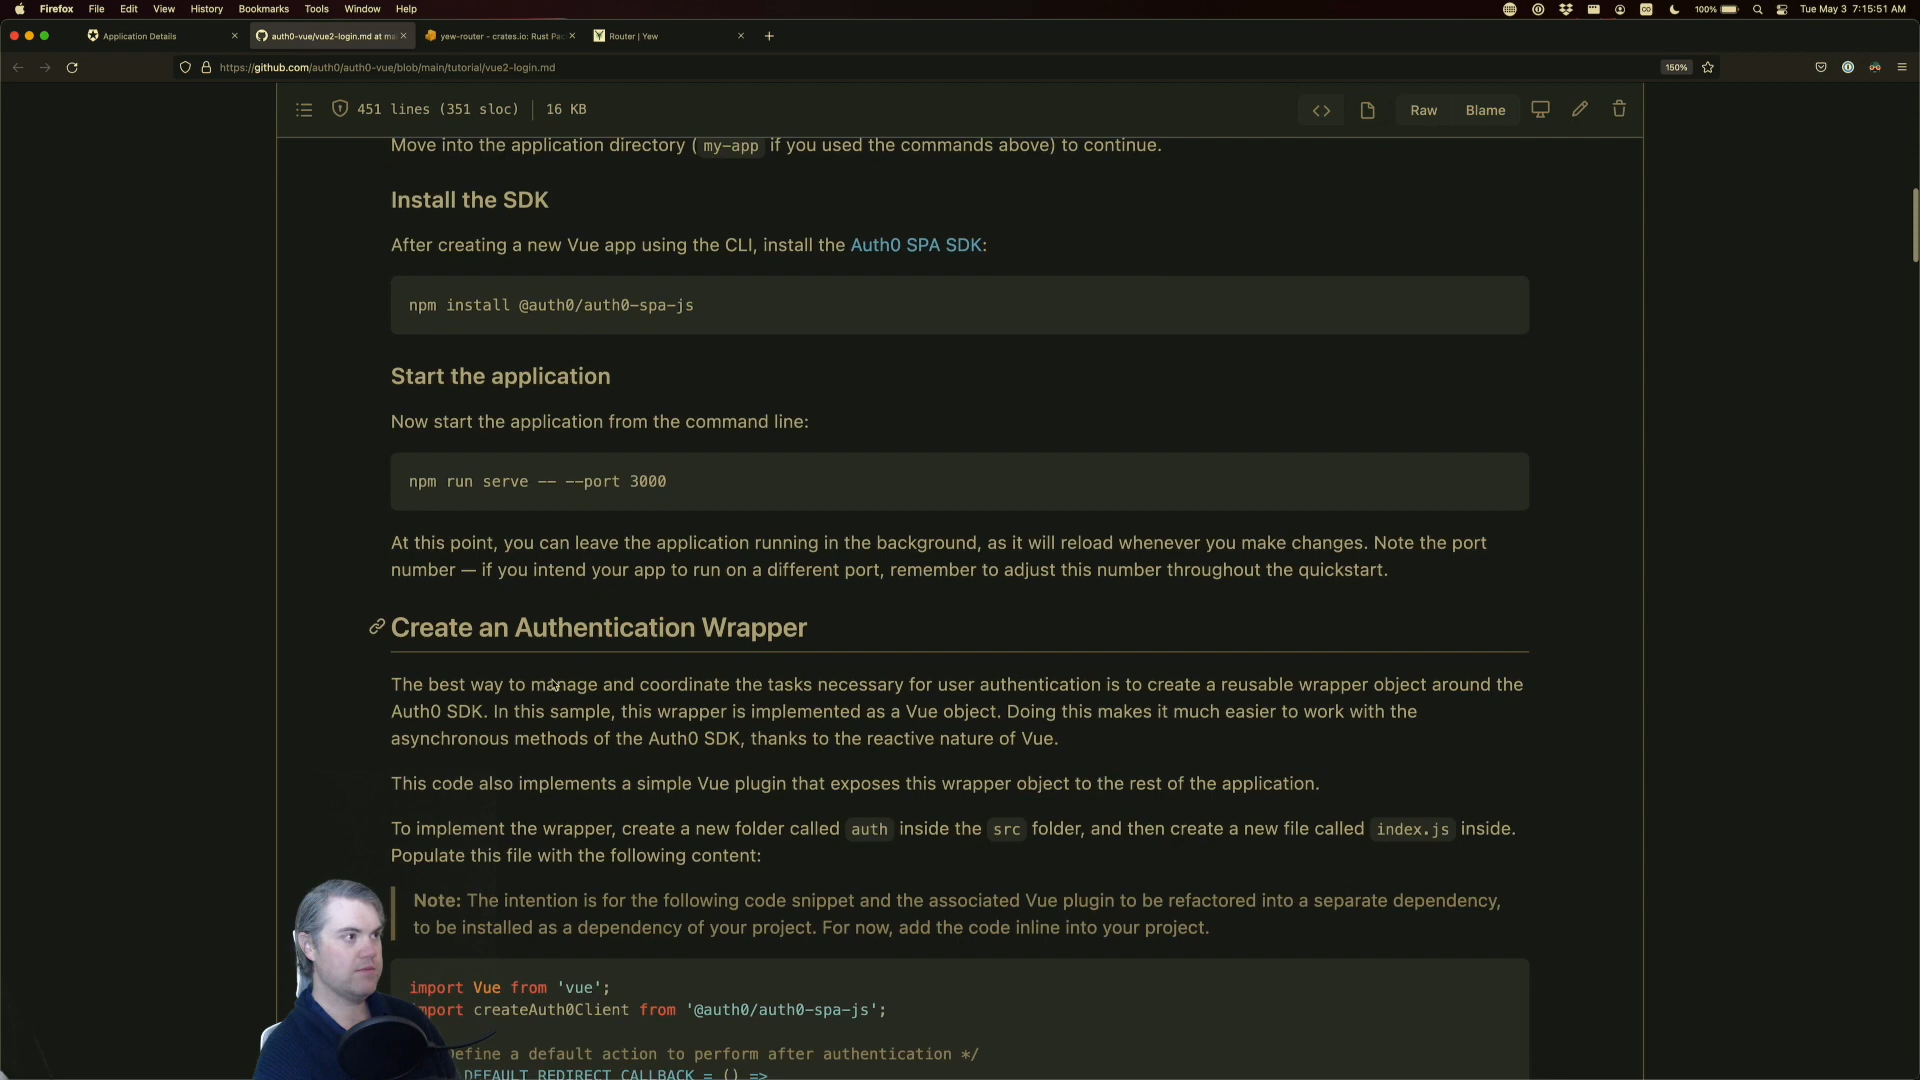 Firefox File Edit View History Bookmarks Tools Window Help
100% Tue May 3 7:15:51 AM
Application Details
auth0-vue/vue2-login.md at ma
yew-router - crates.io: Rust Pac
Router | Yew
https://github.com/auth0/auth0-vue/blob/main/tutorial/vue2-login.md
150%
451 lines (351 sloc) 16 KB
Raw Blame
Move into the application directory ( my-app if you used the commands above) to continue.
Install the SDK
After creating a new Vue app using the CLI, install the Auth0 SPA SDK:
npm install @auth0/auth0-spa-js
Start the application
Now start the application from the command line:
npm run serve -- --port 3000
At this point, you can leave the application running in the background, as it will reload whenever you make changes. Note the port
number — if you intend your app to run on a different port, remember to adjust this number throughout the quickstart.
Create an Authentication Wrapper
The best way to manage and coordinate the tasks necessary for user authentication is to create a reusable wrapper object around the
Auth0 SDK. In this sample, this wrapper is implemented as a Vue object. Doing this makes it much easier to work with the
asynchronous methods of the Auth0 SDK, thanks to the reactive nature of Vue.
This code also implements a simple Vue plugin that exposes this wrapper object to the rest of the application.
To implement the wrapper, create a new folder called auth inside the src folder, and then create a new file called index.js inside.
Populate this file with the following content:
Note: The intention is for the following code snippet and the associated Vue plugin to be refactored into a separate dependency,
to be installed as a dependency of your project. For now, add the code inline into your project.
import Vue from 'vue';
import createAuth0Client from '@auth0/auth0-spa-js';
efine a default action to perform after authentication */
DEFAULT_REDIRECT_CALLBACK = () =>